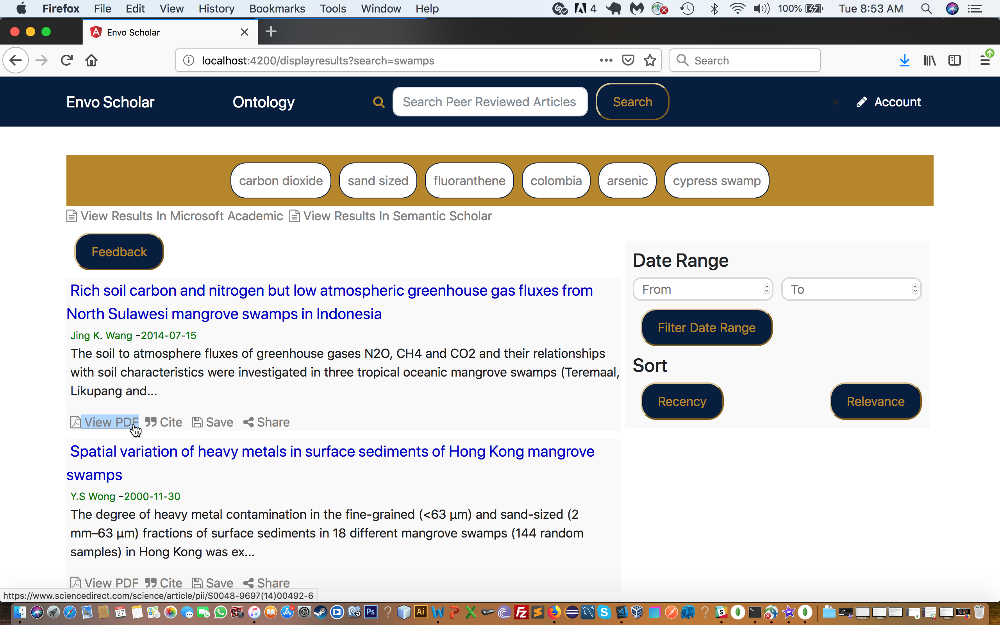 Firefox File Edit View History Bookmarks Tools Window Help 4 100% Tue 8:53 AM
Envo Scholar
localhost:4200/displayresults?search=swamps Search
Envo Scholar Ontology Search Peer Reviewed Articles Search Account
carbon dioxide sand sized fluoranthene colombia arsenic cypress swamp
View Results In Microsoft Academic View Results In Semantic Scholar
Feedback
Date Range
From To
Filter Date Range
Sort
Recency Relevance
Rich soil carbon and nitrogen but low atmospheric greenhouse gas fluxes from
North Sulawesi mangrove swamps in Indonesia
Jing K. Wang -2014-07-15
The soil to atmosphere fluxes of greenhouse gases N2O, CH4 and CO2 and their relationships
with soil characteristics were investigated in three tropical oceanic mangrove swamps (Teremaal,
Likupang and...
View PDF Cite Save Share
Spatial variation of heavy metals in surface sediments of Hong Kong mangrove
swamps
Y.S Wong -2000-11-30
The degree of heavy metal contamination in the fine-grained (<63 μm) and sand-sized (2
mm–63 μm) fractions of surface sediments in 18 different mangrove swamps (144 random
samples) in Hong Kong was ex...
View PDF Cite Save Share
https://www.sciencedirect.com/science/article/pii/S0048-9697(14)00492-6
NOV 27 4 Ps ? Ai W P X Fz S S ?